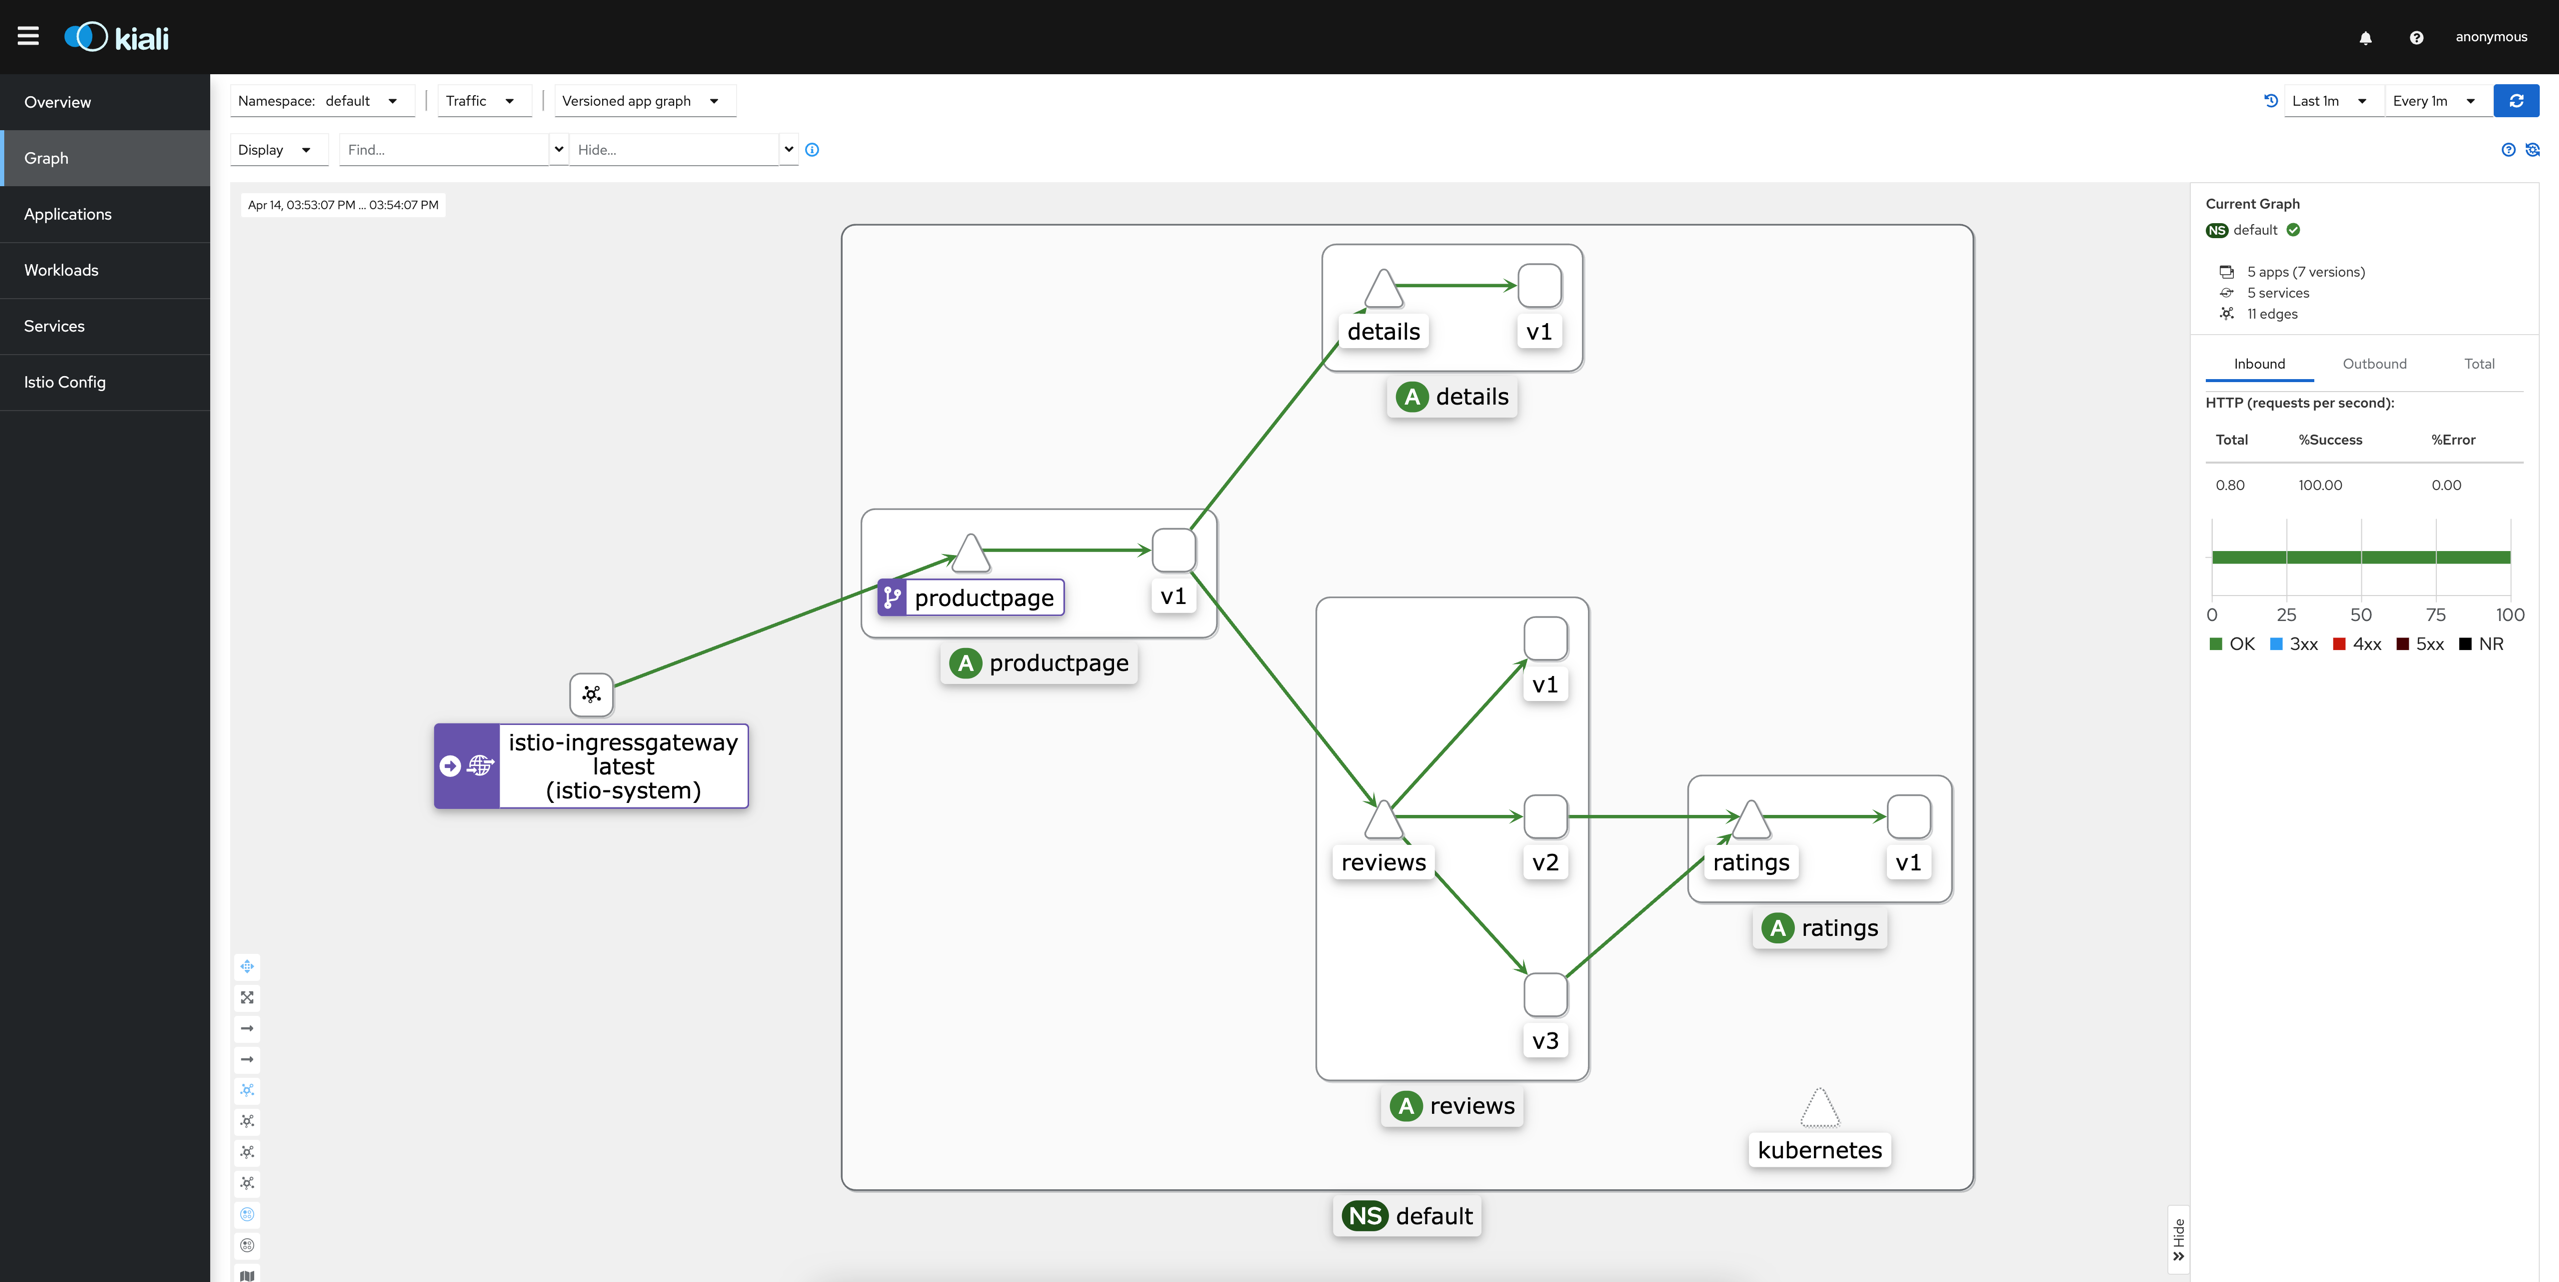 kiali
anonymous
Overview
Graph
Applications
Workloads
Services
Istio Config
Namespace: default
Traffic
Versioned app graph
Last 1m
Every 1m
Display
Find...
Hide...
Apr 14, 03:53:07 PM ... 03:54:07 PM
details
v1
A details
productpage
v1
A productpage
istio-ingressgateway
latest
(istio-system)
v1
reviews
v2
v3
A reviews
ratings
v1
A ratings
kubernetes
NS default
Current Graph
NS default
5 apps (7 versions)
5 services
11 edges
Inbound
Outbound
Total
HTTP (requests per second):
Total %Success %Error
0.80 100.00 0.00
0 25 50 75 100
OK 3xx 4xx 5xx NR
Hide